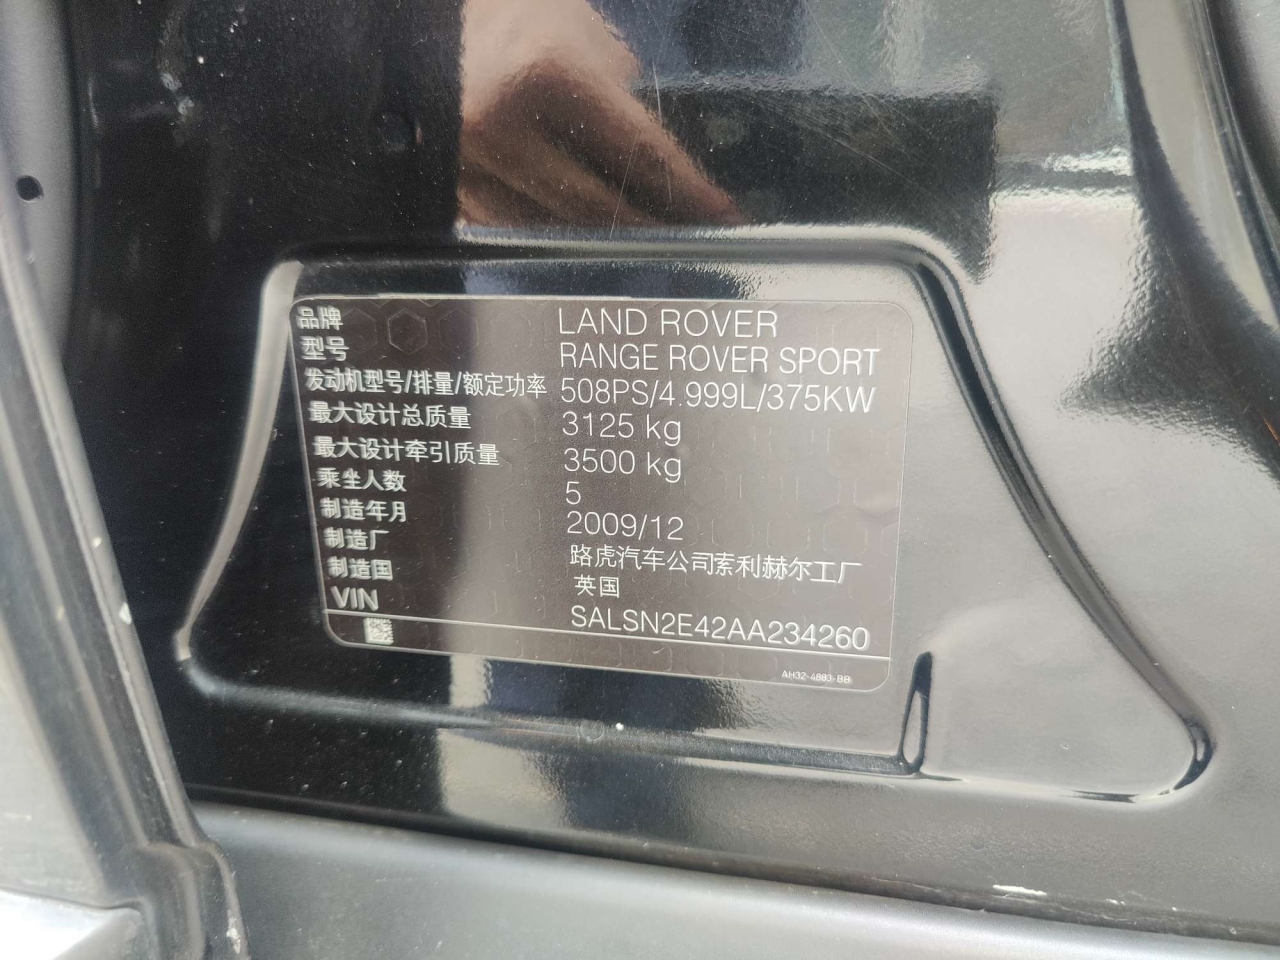 品牌 LAND ROVER
型号 RANGE ROVER SPORT
发动机型号/排量/额定功率 508PS/4.999L/375KW
最大设计总质量 3125 kg
最大设计牵引质量 3500 kg
乘坐人数 5
制造年月 2009/12
制造厂 路虎汽车公司索利赫尔工厂
制造国 英国
VIN SALSN2E42AA234260
AH32-4883-BB